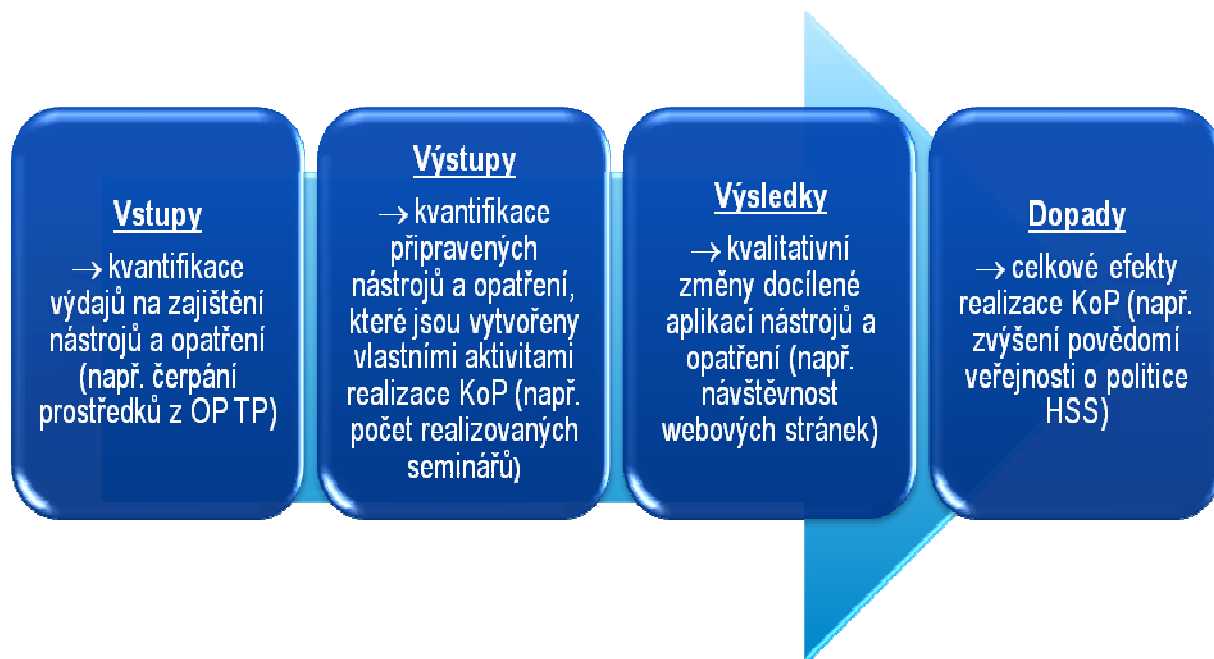 Vstupy
→ kvantifikace
výdajů na zajištění
nástrojů a opatření
(např. čerpání
prostředků z OP TP)
Výstupy
→ kvantifikace
připravených
nástrojů a opatření,
které jsou vytvořeny
vlastními aktivitami
realizace KoP (např.
počet realizovaných
seminářů)
Výsledky
→ kvalitativní
změny docílené
aplikací nástrojů a
opatření (např.
návštěvnost
webových stránek)
Dopady
→ celkové efekty
realizace KoP (např.
zvýšení povědomí
veřejnosti o politice
HSS)